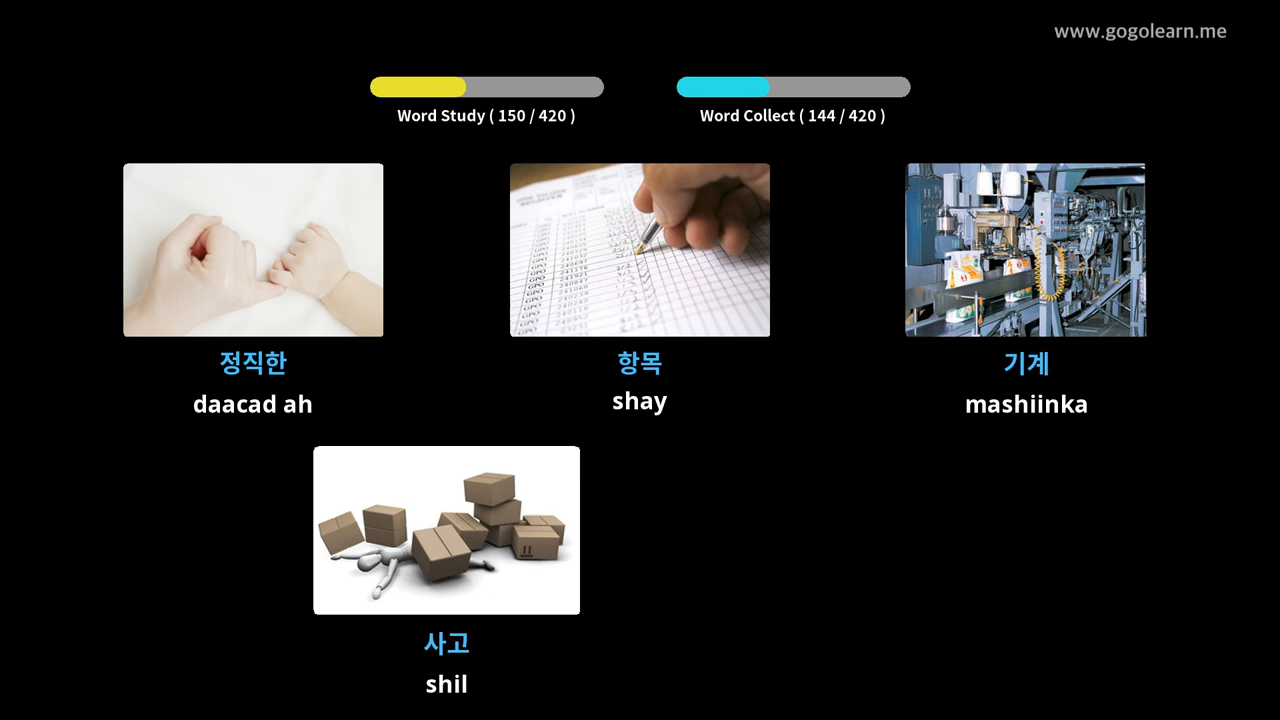 www.gogolearn.me
Word Study ( 150 / 420 )
Word Collect ( 144 / 420 )
정직한
daacad ah
항목
shay
기계
mashiinka
사고
shil